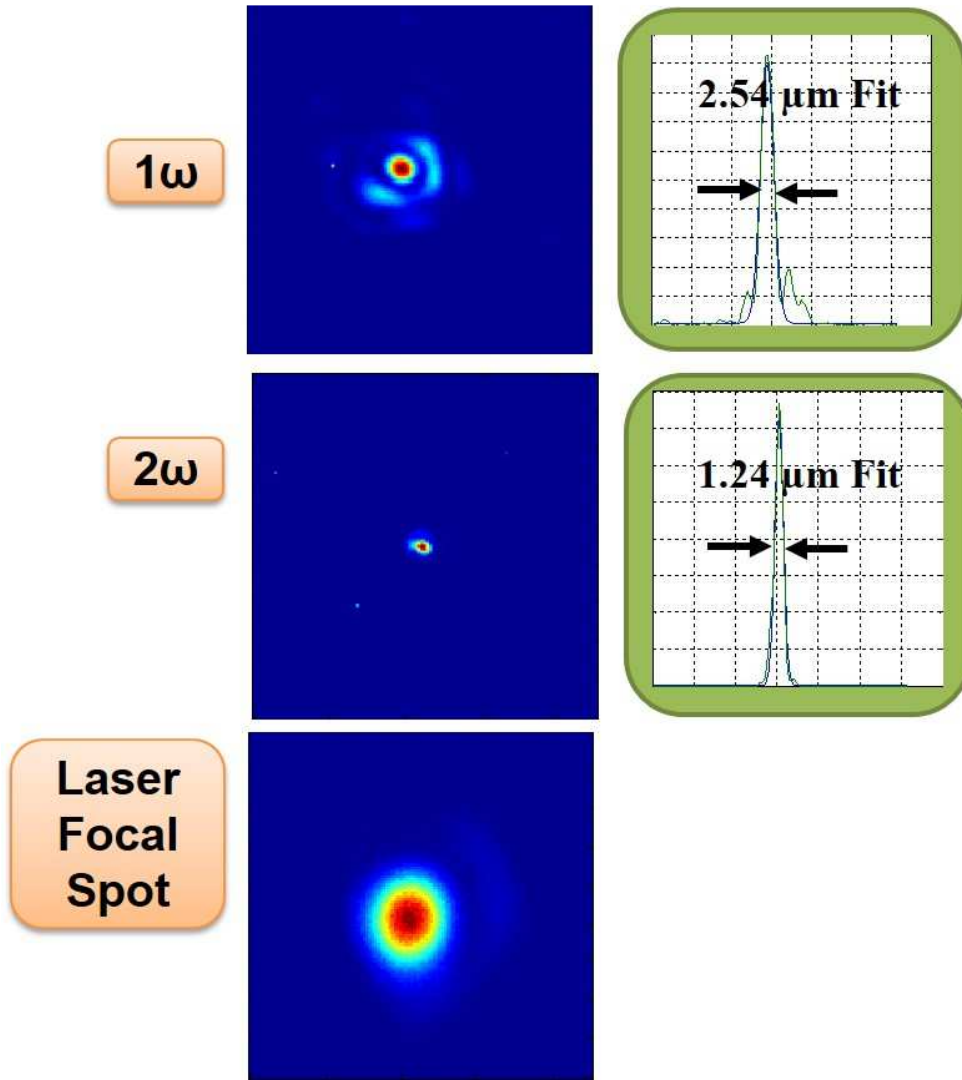 1ω
2.54 μm Fit
2ω
1.24 μm Fit
Laser
Focal
Spot